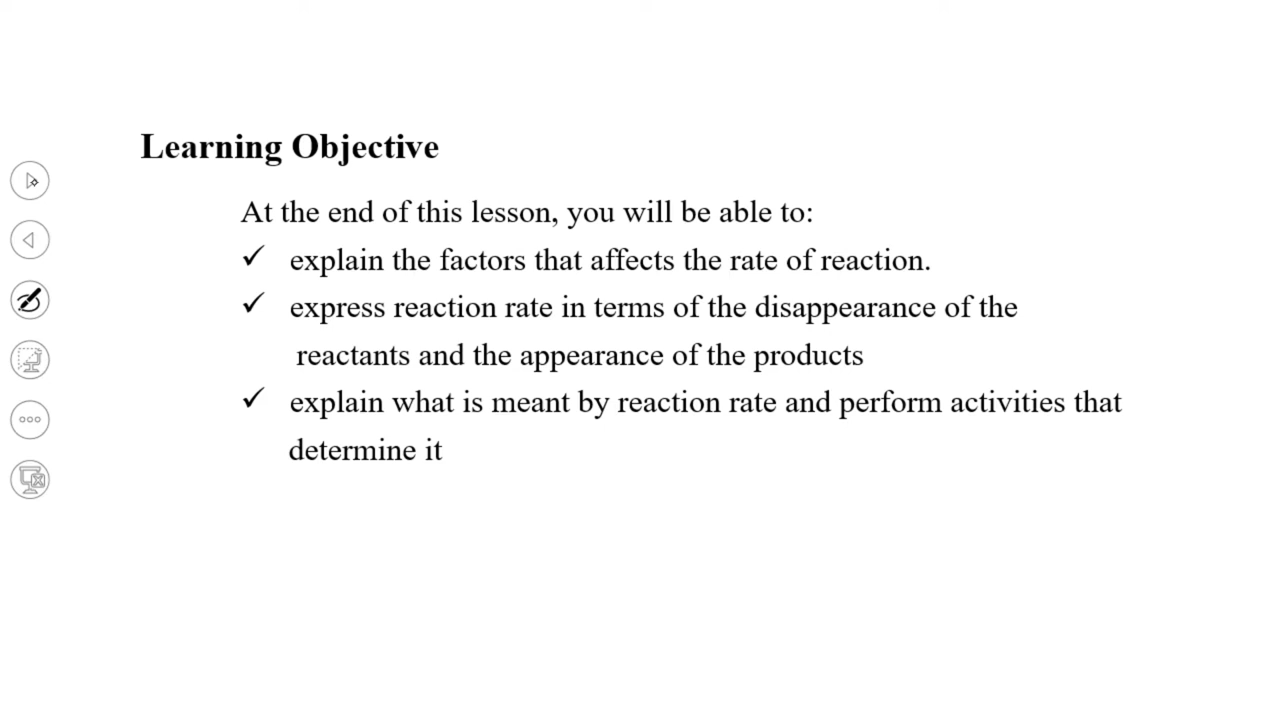 Learning Objective
At the end of this lesson, you will be able to:
✓ explain the factors that affects the rate of reaction.
✓ express reaction rate in terms of the disappearance of the
reactants and the appearance of the products
✓ explain what is meant by reaction rate and perform activities that
determine it